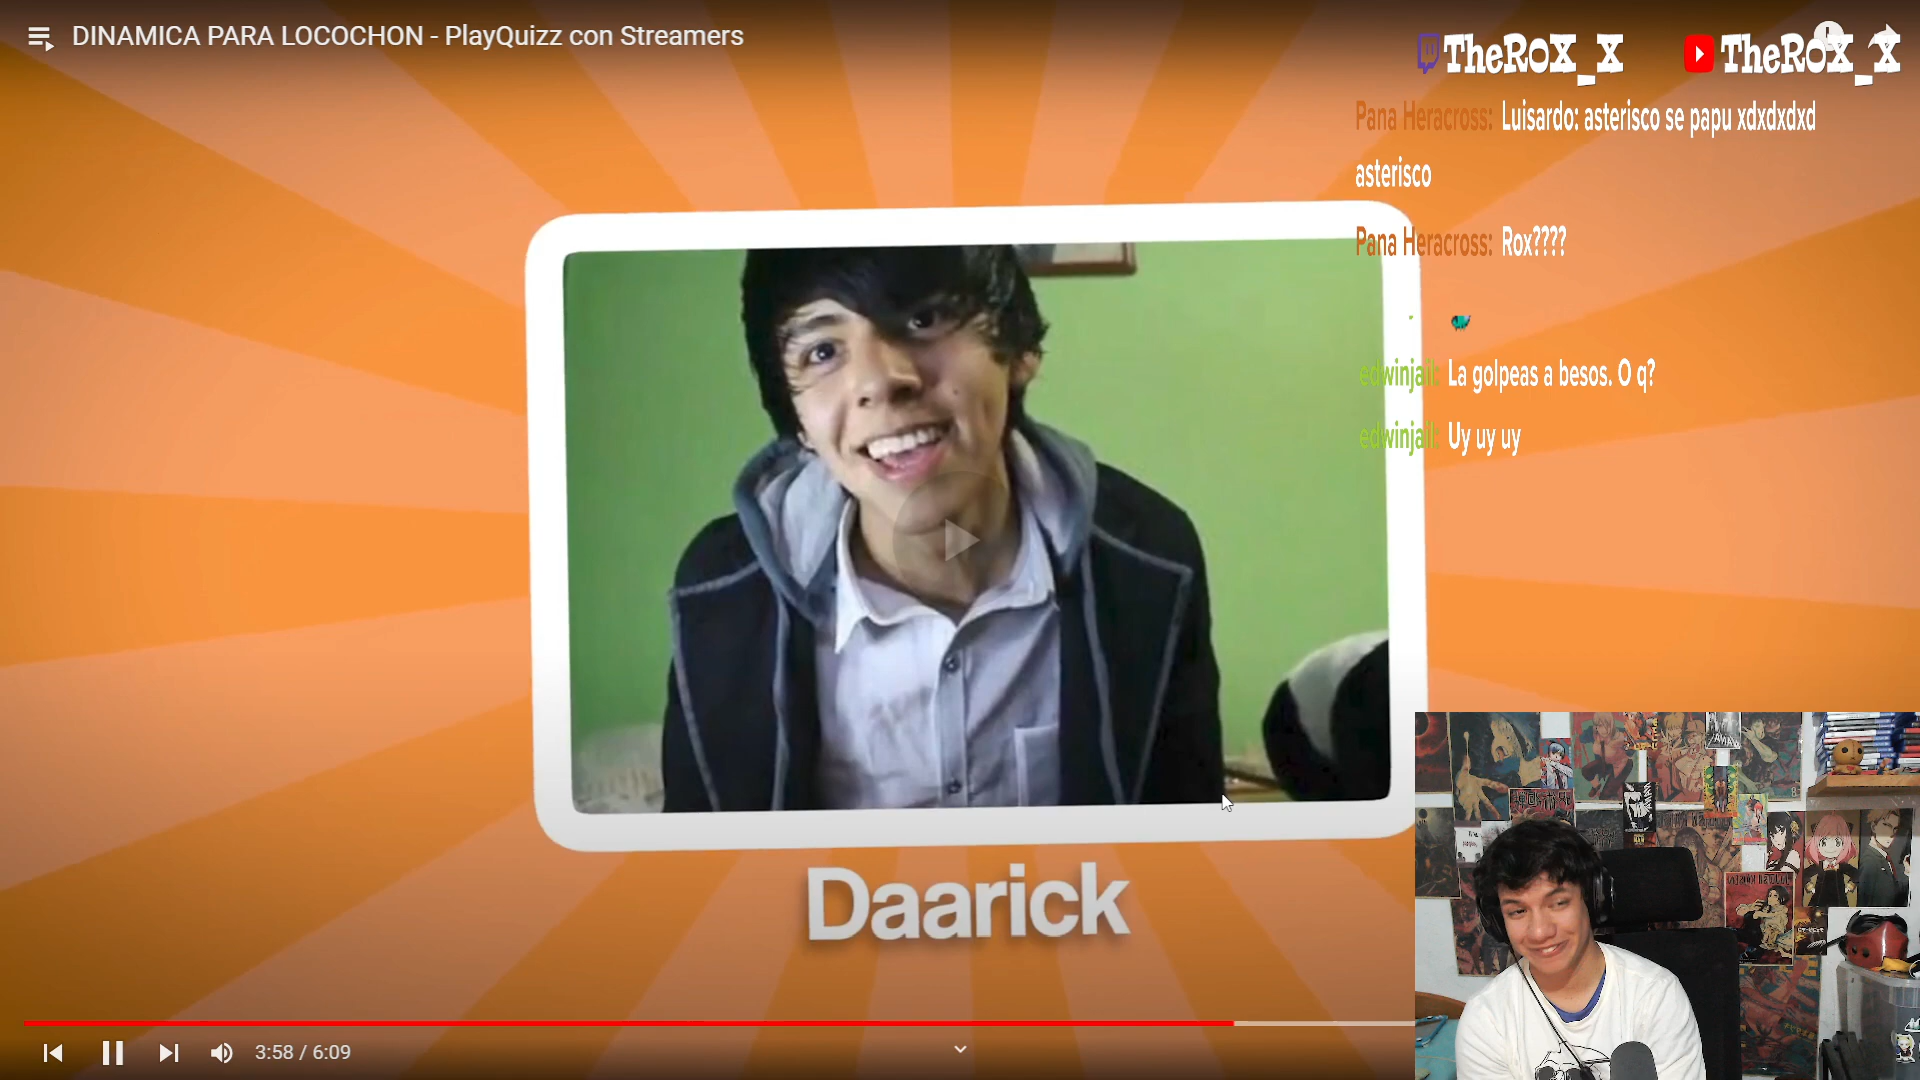 DINAMICA PARA LOCOCHON - PlayQuizz con Streamers
TheROX_X
TheROX_X
Pana Heracross: Luisardo: asterisco se papu xdxdxdxd
asterisco
Pana Heracross: Rox????
edwinjail: La golpeas a besos. O q?
edwinjail: Uy uy uy
Daarick
3:58 / 6:09